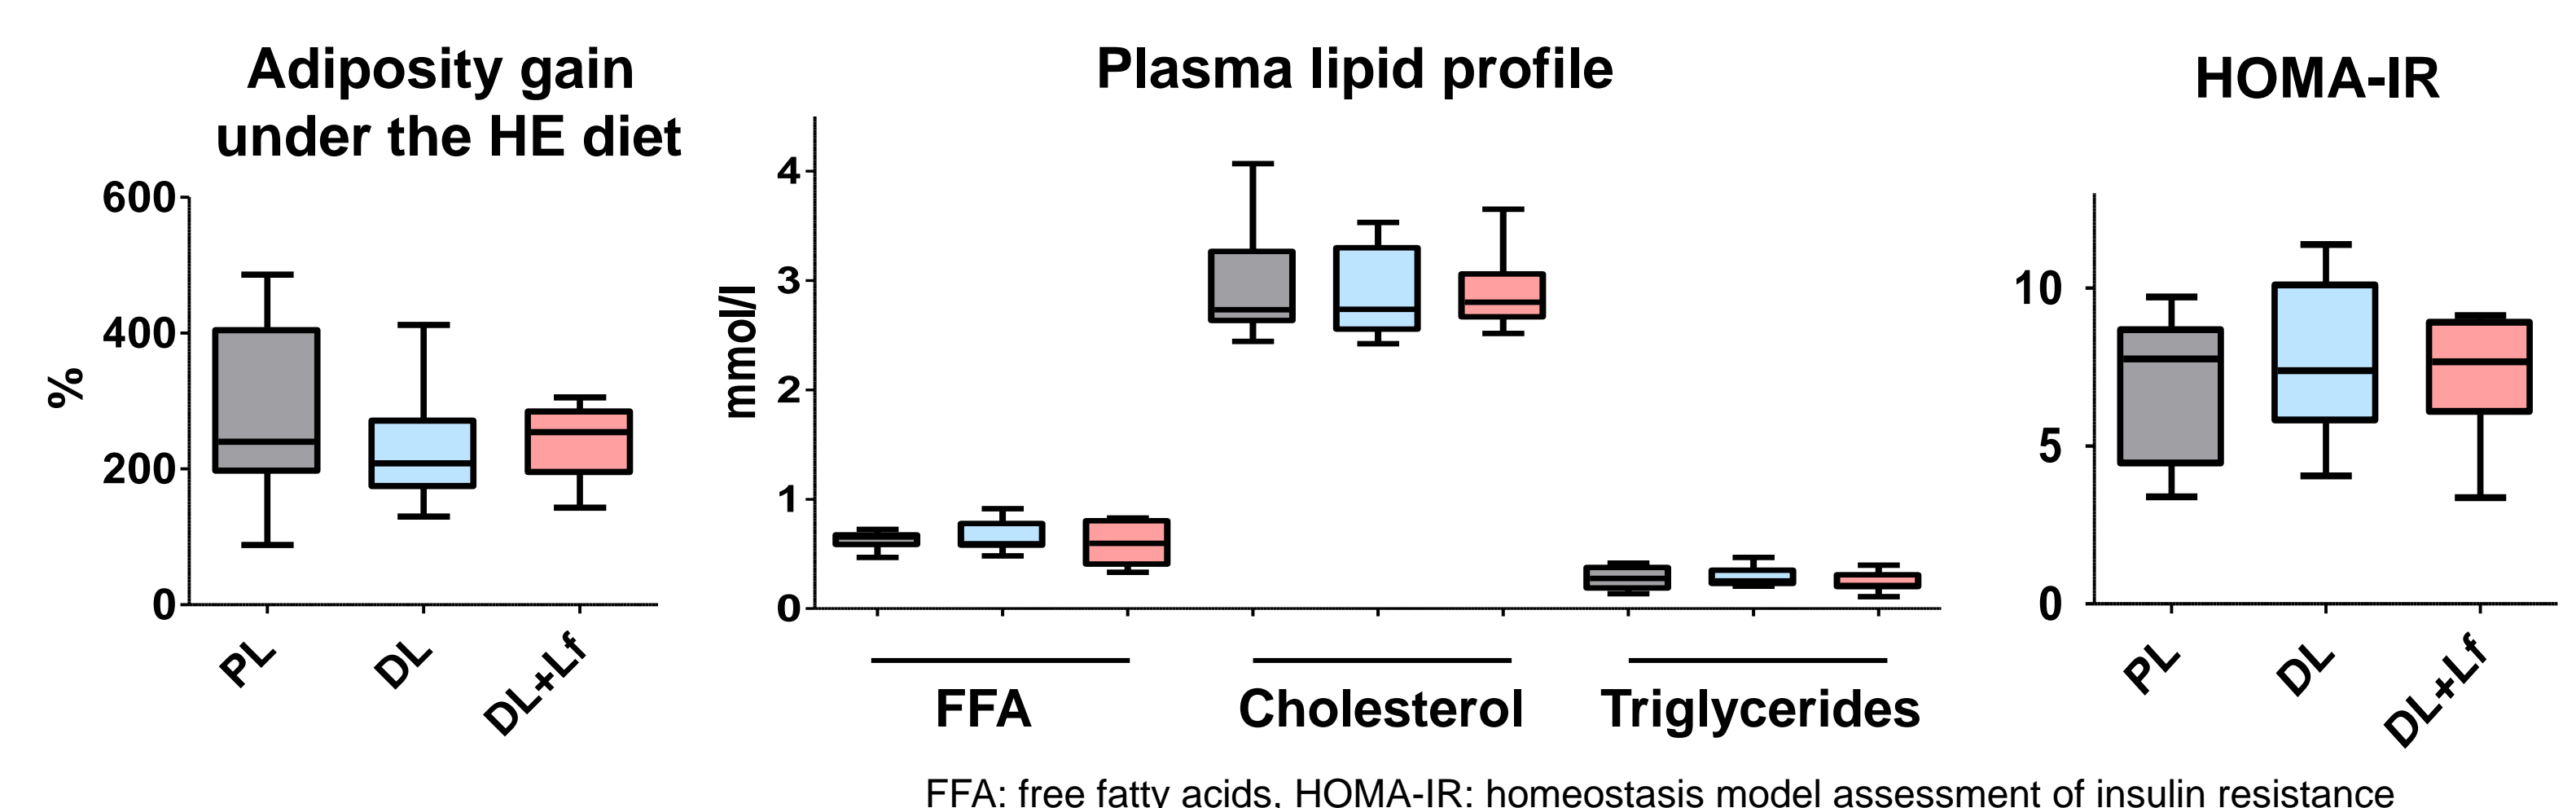 Adiposity gain
under the HE diet
%
600
400
200
0
PL
DL
DL+Lf
Plasma lipid profile
mmol/l
4
3
2
1
0
FFA
Cholesterol
Triglycerides
HOMA-IR
10
5
0
PL
DL
DL+Lf
FFA: free fatty acids, HOMA-IR: homeostasis model assessment of insulin resistance